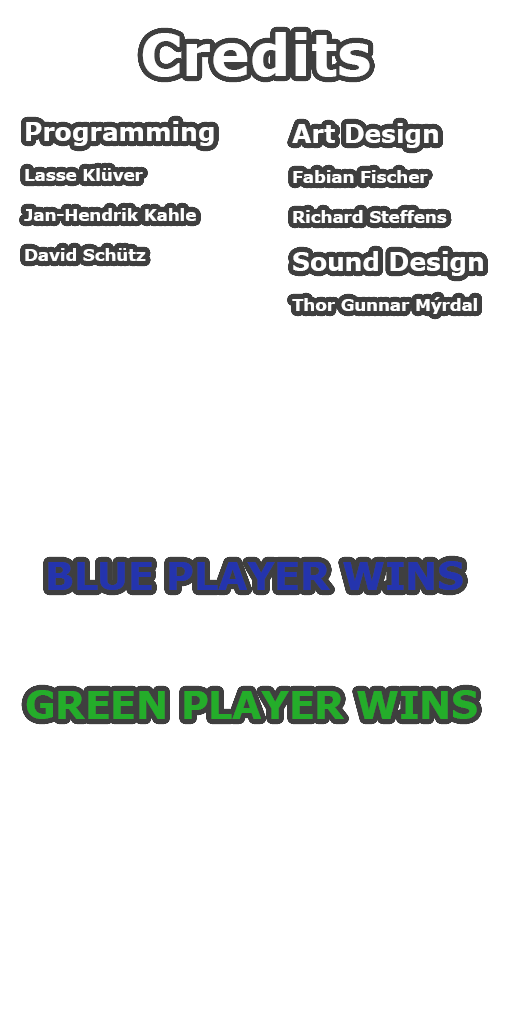 Credits
Programming
Lasse Klüver
Jan-Hendrik Kahle
David Schütz
Art Design
Fabian Fischer
Richard Steffens
Sound Design
Thor Gunnar Mýrdal
BLUE PLAYER WINS
GREEN PLAYER WINS